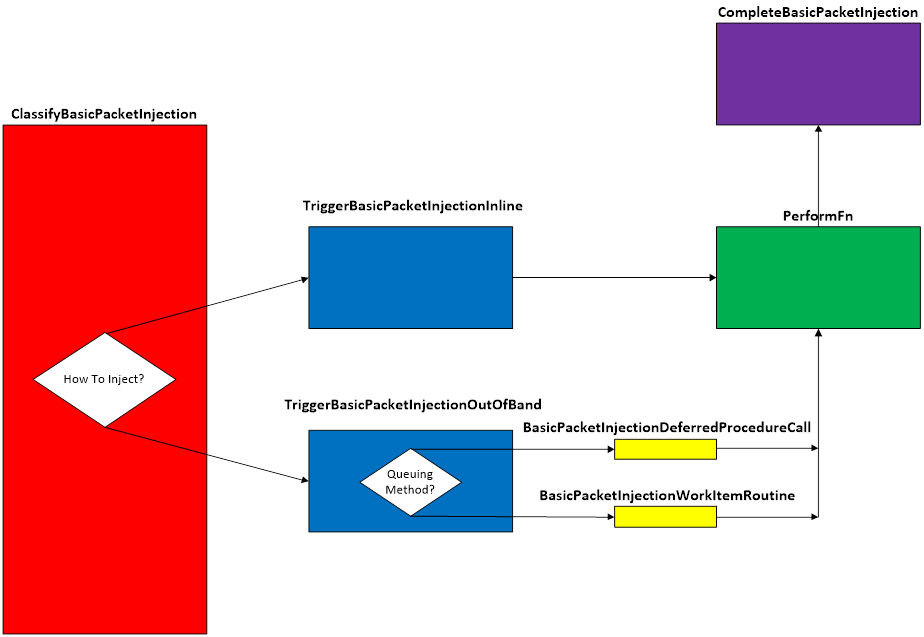 CompleteBasicPacketInjection
ClassifyBasicPacketInjection
TriggerBasicPacketInjectionInline
PerformFn
How To Inject?
TriggerBasicPacketInjectionOutOfBand
BasicPacketInjectionDeferredProcedureCall
Queuing
Method?
BasicPacketInjectionWorkItemRoutine